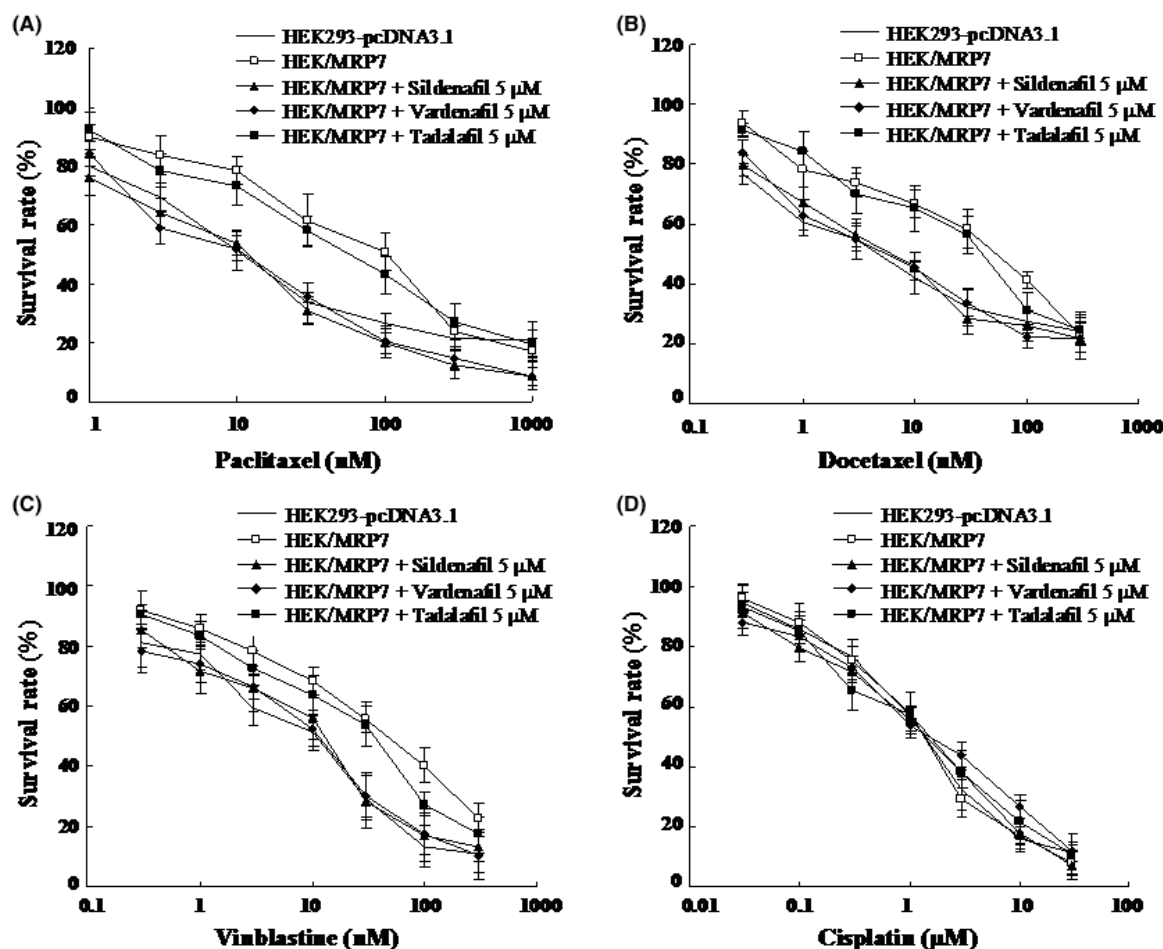 (A)
HEK293-pcDNA3.1
HEK/MRP7
HEK/MRP7 + Sildenafil 5 µM
HEK/MRP7 + Vardenafil 5 µM
HEK/MRP7 + Tadalafil 5 µM
Survival rate (%)
120
100
80
60
40
20
0
1
10
100
1000
Paclitaxel (nM)
(B)
HEK293-pcDNA3.1
HEK/MRP7
HEK/MRP7 + Sildenafil 5 µM
HEK/MRP7 + Vardenafil 5 µM
HEK/MRP7 + Tadalafil 5 µM
Survival rate (%)
120
100
80
60
40
20
0
0.1
1
10
100
1000
Docetaxel (nM)
(C)
HEK293-pcDNA3.1
HEK/MRP7
HEK/MRP7 + Sildenafil 5 µM
HEK/MRP7 + Vardenafil 5 µM
HEK/MRP7 + Tadalafil 5 µM
Survival rate (%)
120
100
80
60
40
20
0
0.1
1
10
100
1000
Vinblastine (nM)
(D)
HEK293-pcDNA3.1
HEK/MRP7
HEK/MRP7 + Sildenafil 5 µM
HEK/MRP7 + Vardenafil 5 µM
HEK/MRP7 + Tadalafil 5 µM
Survival rate (%)
120
100
80
60
40
20
0
0.01
0.1
1
10
100
Cisplatin (µM)